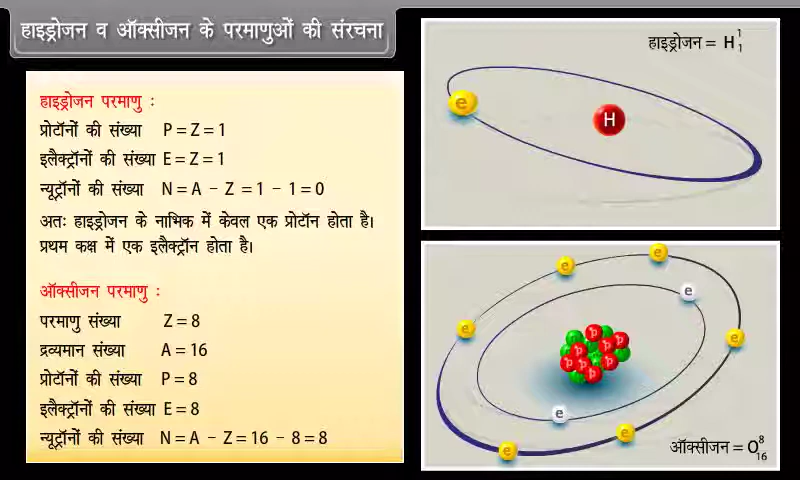 हाइड्रोजन व ऑक्सीजन के परमाणुओं की संरचना
हाइड्रोजन परमाणु :
प्रोटॉनों की संख्या P = Z = 1
इलैक्ट्रॉनों की संख्या E = Z = 1
न्यूट्रॉनों की संख्या N = A - Z = 1 - 1 = 0
अतः हाइड्रोजन के नाभिक में केवल एक प्रोटॉन होता है।
प्रथम कक्ष में एक इलैक्ट्रॉन होता है।
ऑक्सीजन परमाणु :
परमाणु संख्या Z = 8
द्रव्यमान संख्या A = 16
प्रोटॉनों की संख्या P = 8
इलैक्ट्रॉनों की संख्या E = 8
न्यूट्रॉनों की संख्या N = A - Z = 16 - 8 = 8
हाइड्रोजन = H 1 1
e
H
e
e
e
e
p
p
p
p
p
p
p
p
e
e
e
e
ऑक्सीजन = O 8 16